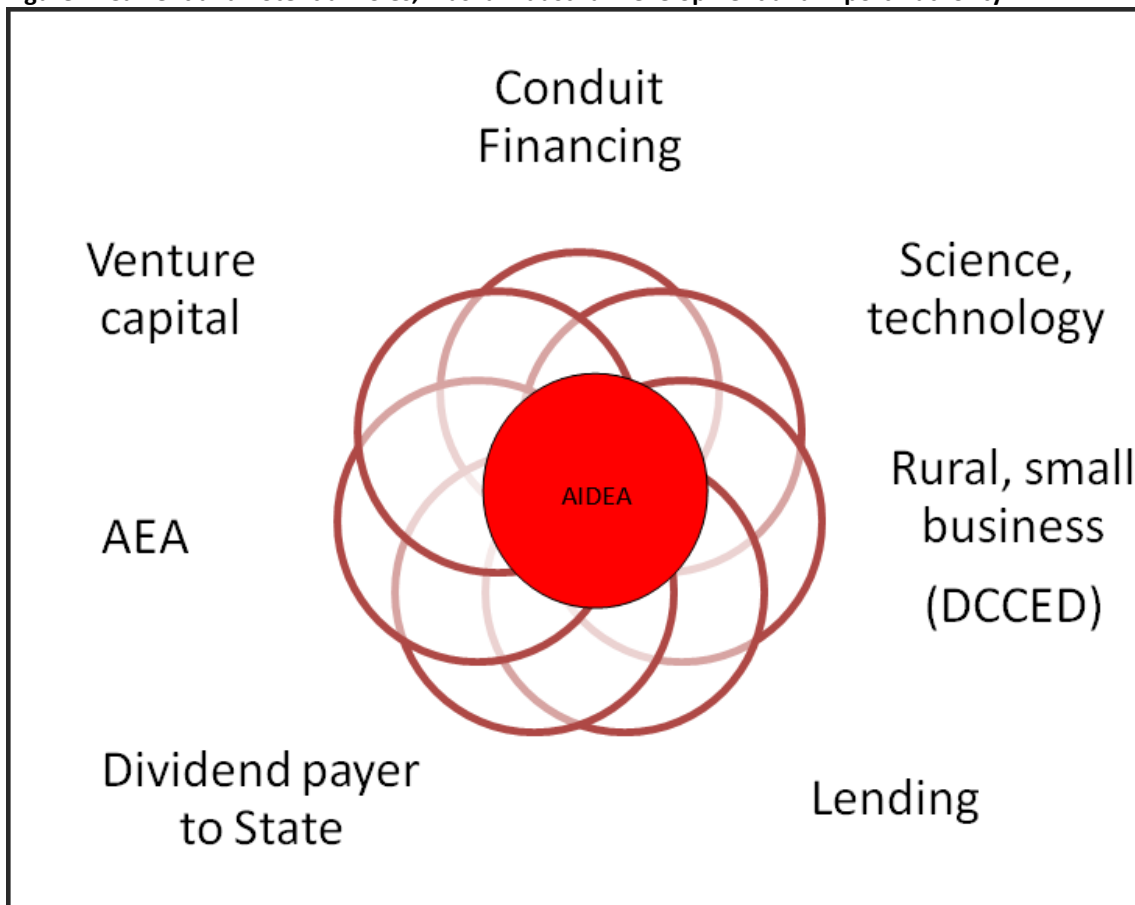 Conduit
Financing
Venture
capital
Science,
technology
AIDEA
Rural, small
business
(DCCED)
AEA
Dividend payer
to State
Lending